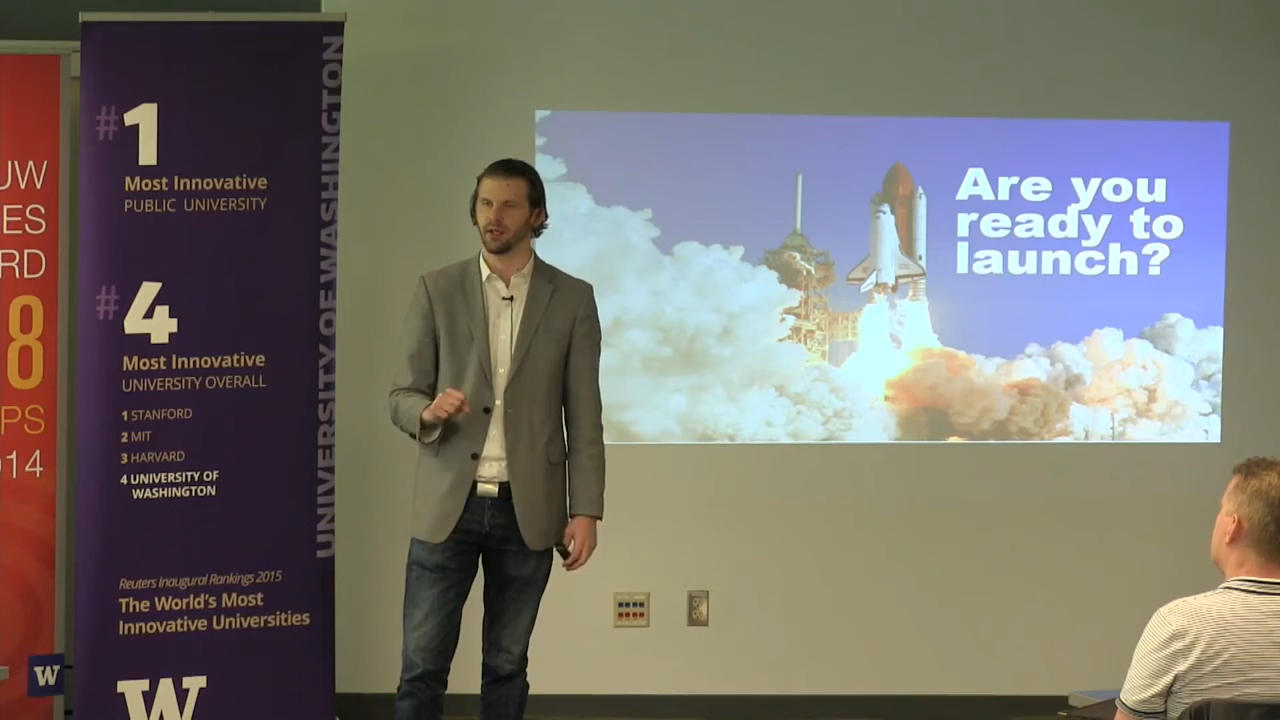 UW
ES
RD
8
PS
014
W
#1
Most Innovative
PUBLIC UNIVERSITY
#4
Most Innovative
UNIVERSITY OVERALL
1 STANFORD
2 MIT
3 HARVARD
4 UNIVERSITY OF
WASHINGTON
Reuters Inaugural Rankings 2015
The World's Most
Innovative Universities
W
UNIVERSITY OF WASHINGTON
Are you
ready to
launch?